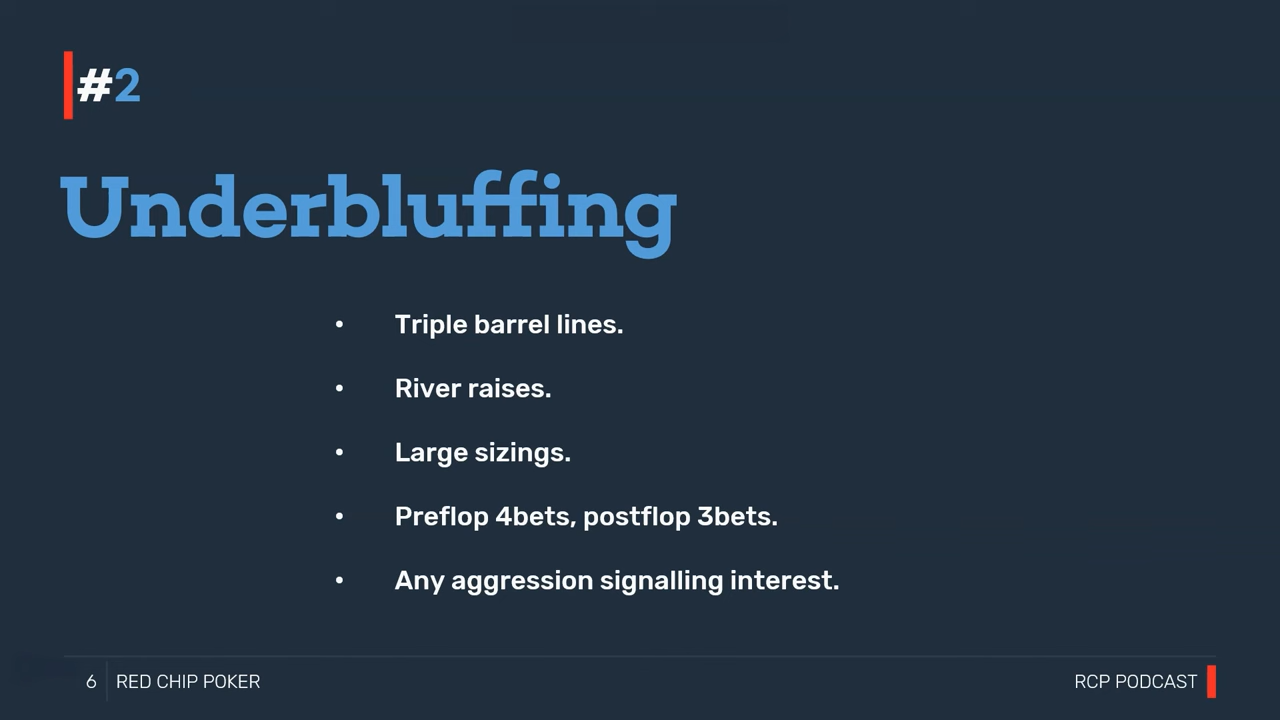 #2
Underbluffing
• Triple barrel lines.
• River raises.
• Large sizings.
• Preflop 4bets, postflop 3bets.
• Any aggression signalling interest.
6 RED CHIP POKER RCP PODCAST